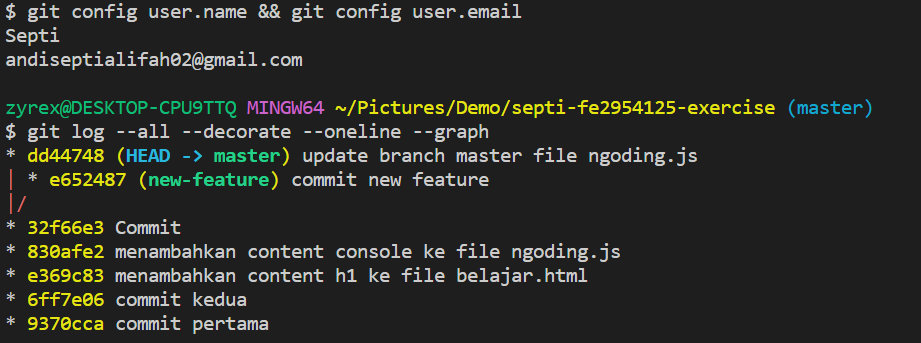 $ git config user.name && git config user.email
Septi
andiseptialifah02@gmail.com
zyrex@DESKTOP-CPU9TTQ MINGW64 ~/Pictures/Demo/septi-fe2954125-exercise (master)
$ git log --all --decorate --oneline --graph
* dd44748 (HEAD -> master) update branch master file ngoding.js
| * e652487 (new-feature) commit new feature
|/
* 32f66e3 Commit
* 830afe2 menambahkan content console ke file ngoding.js
* e369c83 menambahkan content h1 ke file belajar.html
* 6ff7e06 commit kedua
* 9370cca commit pertama